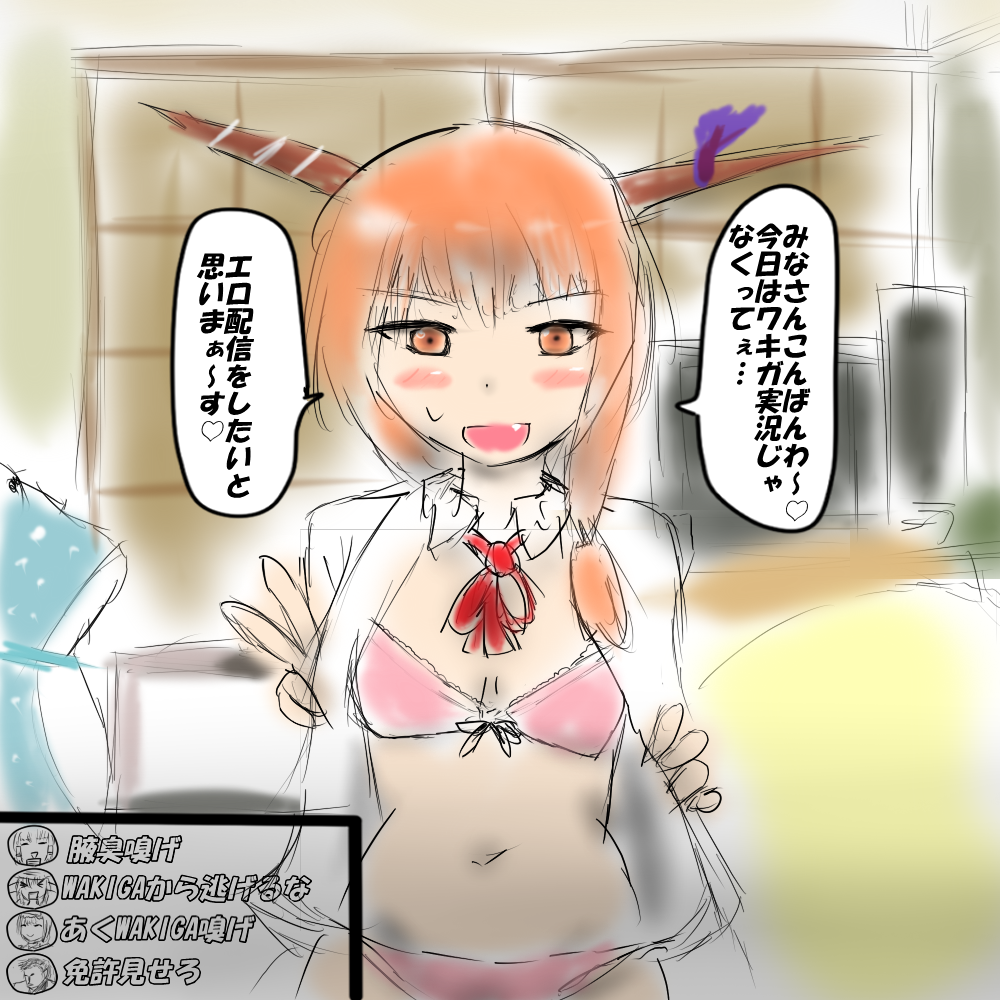 みなさんこんばんわ～♡
今日はワキガ実況じゃ
なくってぇ…
エロ配信をしたいと
思いまぁ～す♡
腋臭嗅げ
WAKIGAから逃げるな
あくWAKIGA嗅げ
免許見せろ